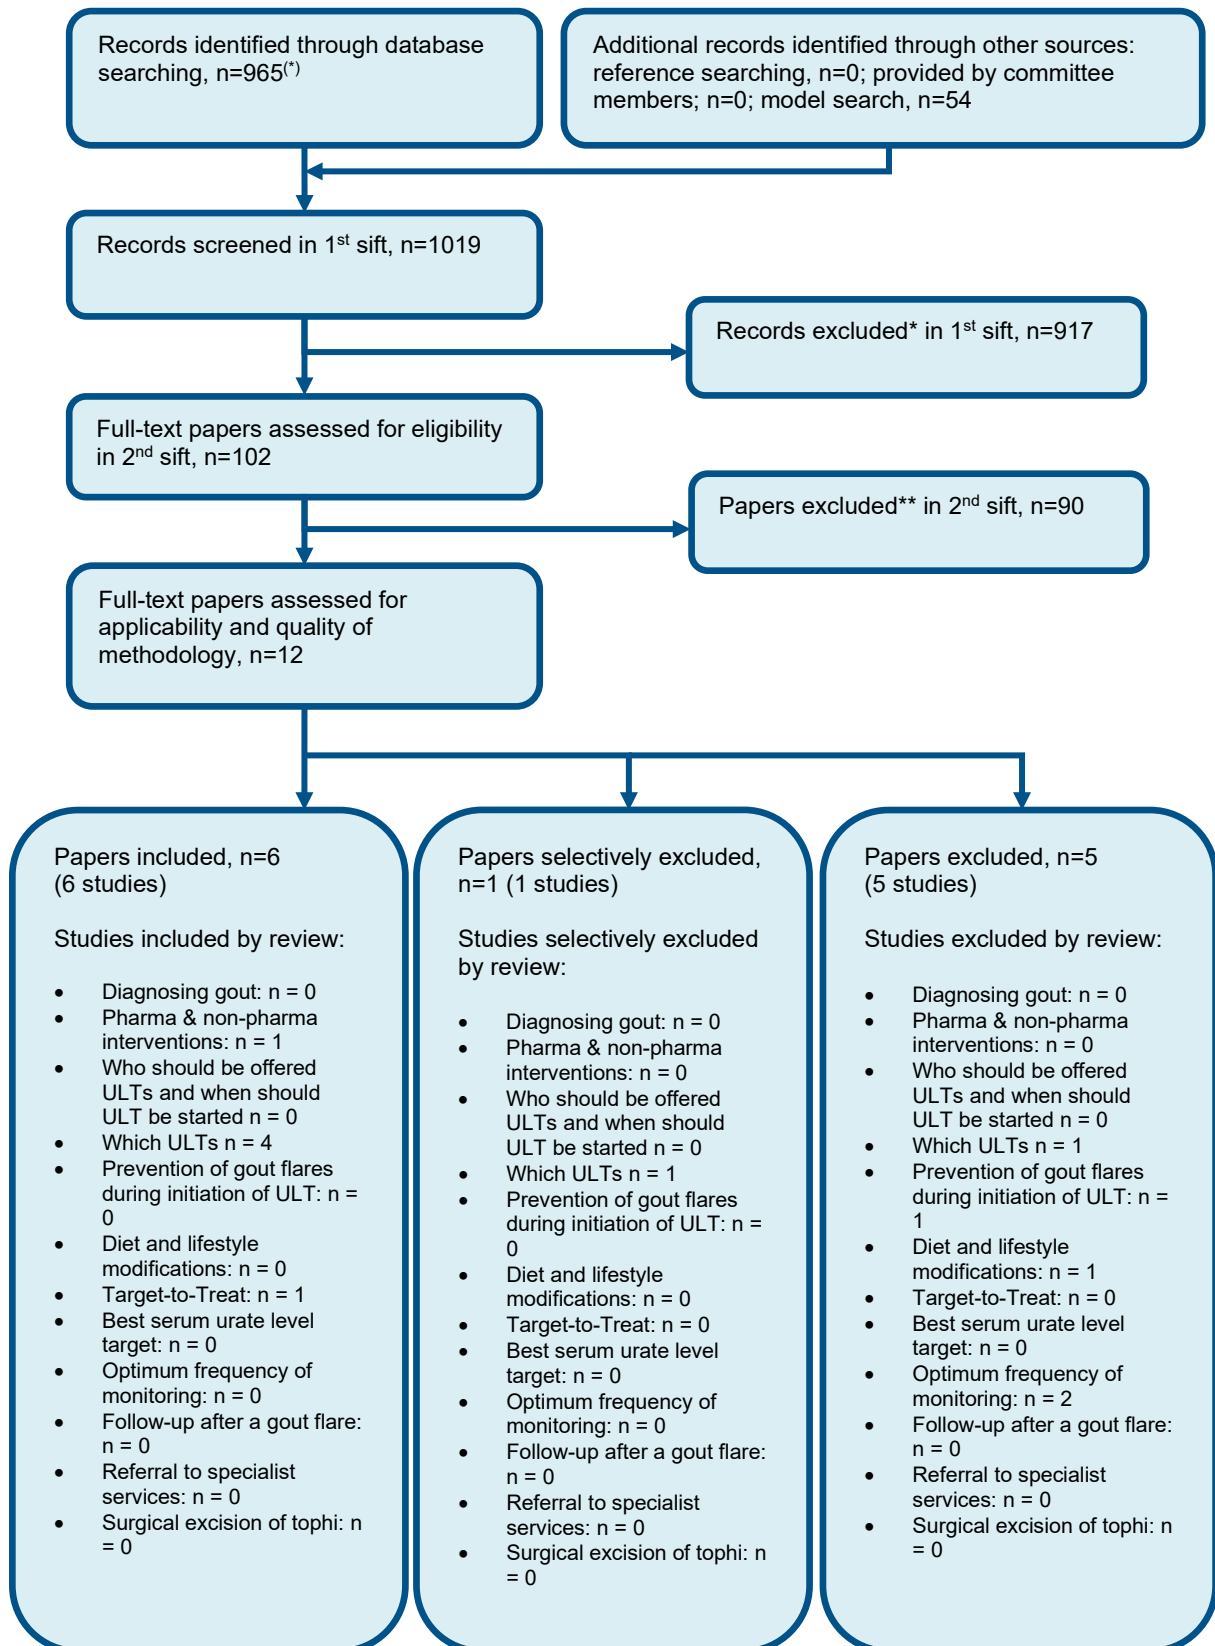 Records identified through database
searching, n=965(*)
Additional records identified through other sources:
reference searching, n=0; provided by committee
members; n=0; model search, n=54
Records screened in 1st sift, n=1019
Records excluded* in 1st sift, n=917
Full-text papers assessed for eligibility
in 2nd sift, n=102
Papers excluded** in 2nd sift, n=90
Full-text papers assessed for
applicability and quality of
methodology, n=12
Papers included, n=6
(6 studies)
Studies included by review:
• Diagnosing gout: n = 0
• Pharma & non-pharma
interventions: n = 1
• Who should be offered
ULTs and when should
ULT be started n = 0
• Which ULTs n = 4
• Prevention of gout flares
during initiation of ULT: n =
0
• Diet and lifestyle
modifications: n = 0
• Target-to-Treat: n = 1
• Best serum urate level
target: n = 0
• Optimum frequency of
monitoring: n = 0
• Follow-up after a gout flare:
n = 0
• Referral to specialist
services: n = 0
• Surgical excision of tophi: n
= 0
Papers selectively excluded,
n=1 (1 studies)
Studies selectively excluded
by review:
• Diagnosing gout: n = 0
• Pharma & non-pharma
interventions: n = 0
• Who should be offered
ULTs and when should
ULT be started n = 0
• Which ULTs n = 1
• Prevention of gout flares
during initiation of ULT: n =
0
• Diet and lifestyle
modifications: n = 0
• Target-to-Treat: n = 0
• Best serum urate level
target: n = 0
• Optimum frequency of
monitoring: n = 0
• Follow-up after a gout flare:
n = 0
• Referral to specialist
services: n = 0
• Surgical excision of tophi: n
= 0
Papers excluded, n=5
(5 studies)
Studies excluded by review:
• Diagnosing gout: n = 0
• Pharma & non-pharma
interventions: n = 0
• Who should be offered
ULTs and when should
ULT be started n = 0
• Which ULTs n = 1
• Prevention of gout flares
during initiation of ULT: n =
1
• Diet and lifestyle
modifications: n = 1
• Target-to-Treat: n = 0
• Best serum urate level
target: n = 0
• Optimum frequency of
monitoring: n = 2
• Follow-up after a gout flare:
n = 0
• Referral to specialist
services: n = 0
• Surgical excision of tophi: n
= 0